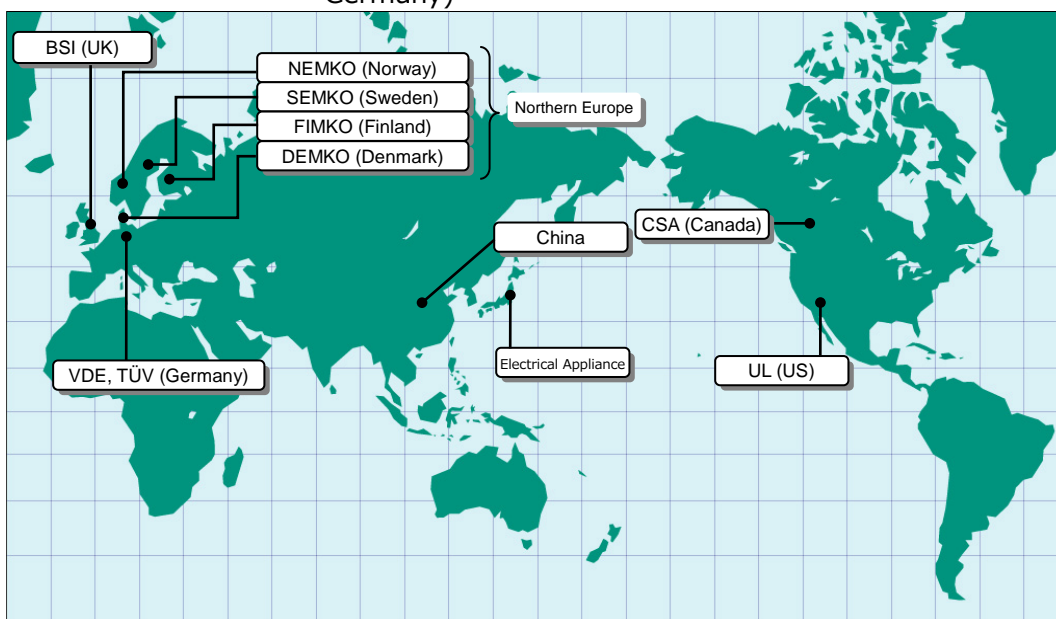 Germany)
BSI (UK)
NEMKO (Norway)
SEMKO (Sweden)
FIMKO (Finland)
DEMKO (Denmark)
Northern Europe
CSA (Canada)
China
VDE, TÜV (Germany)
Electrical Appliance
UL (US)